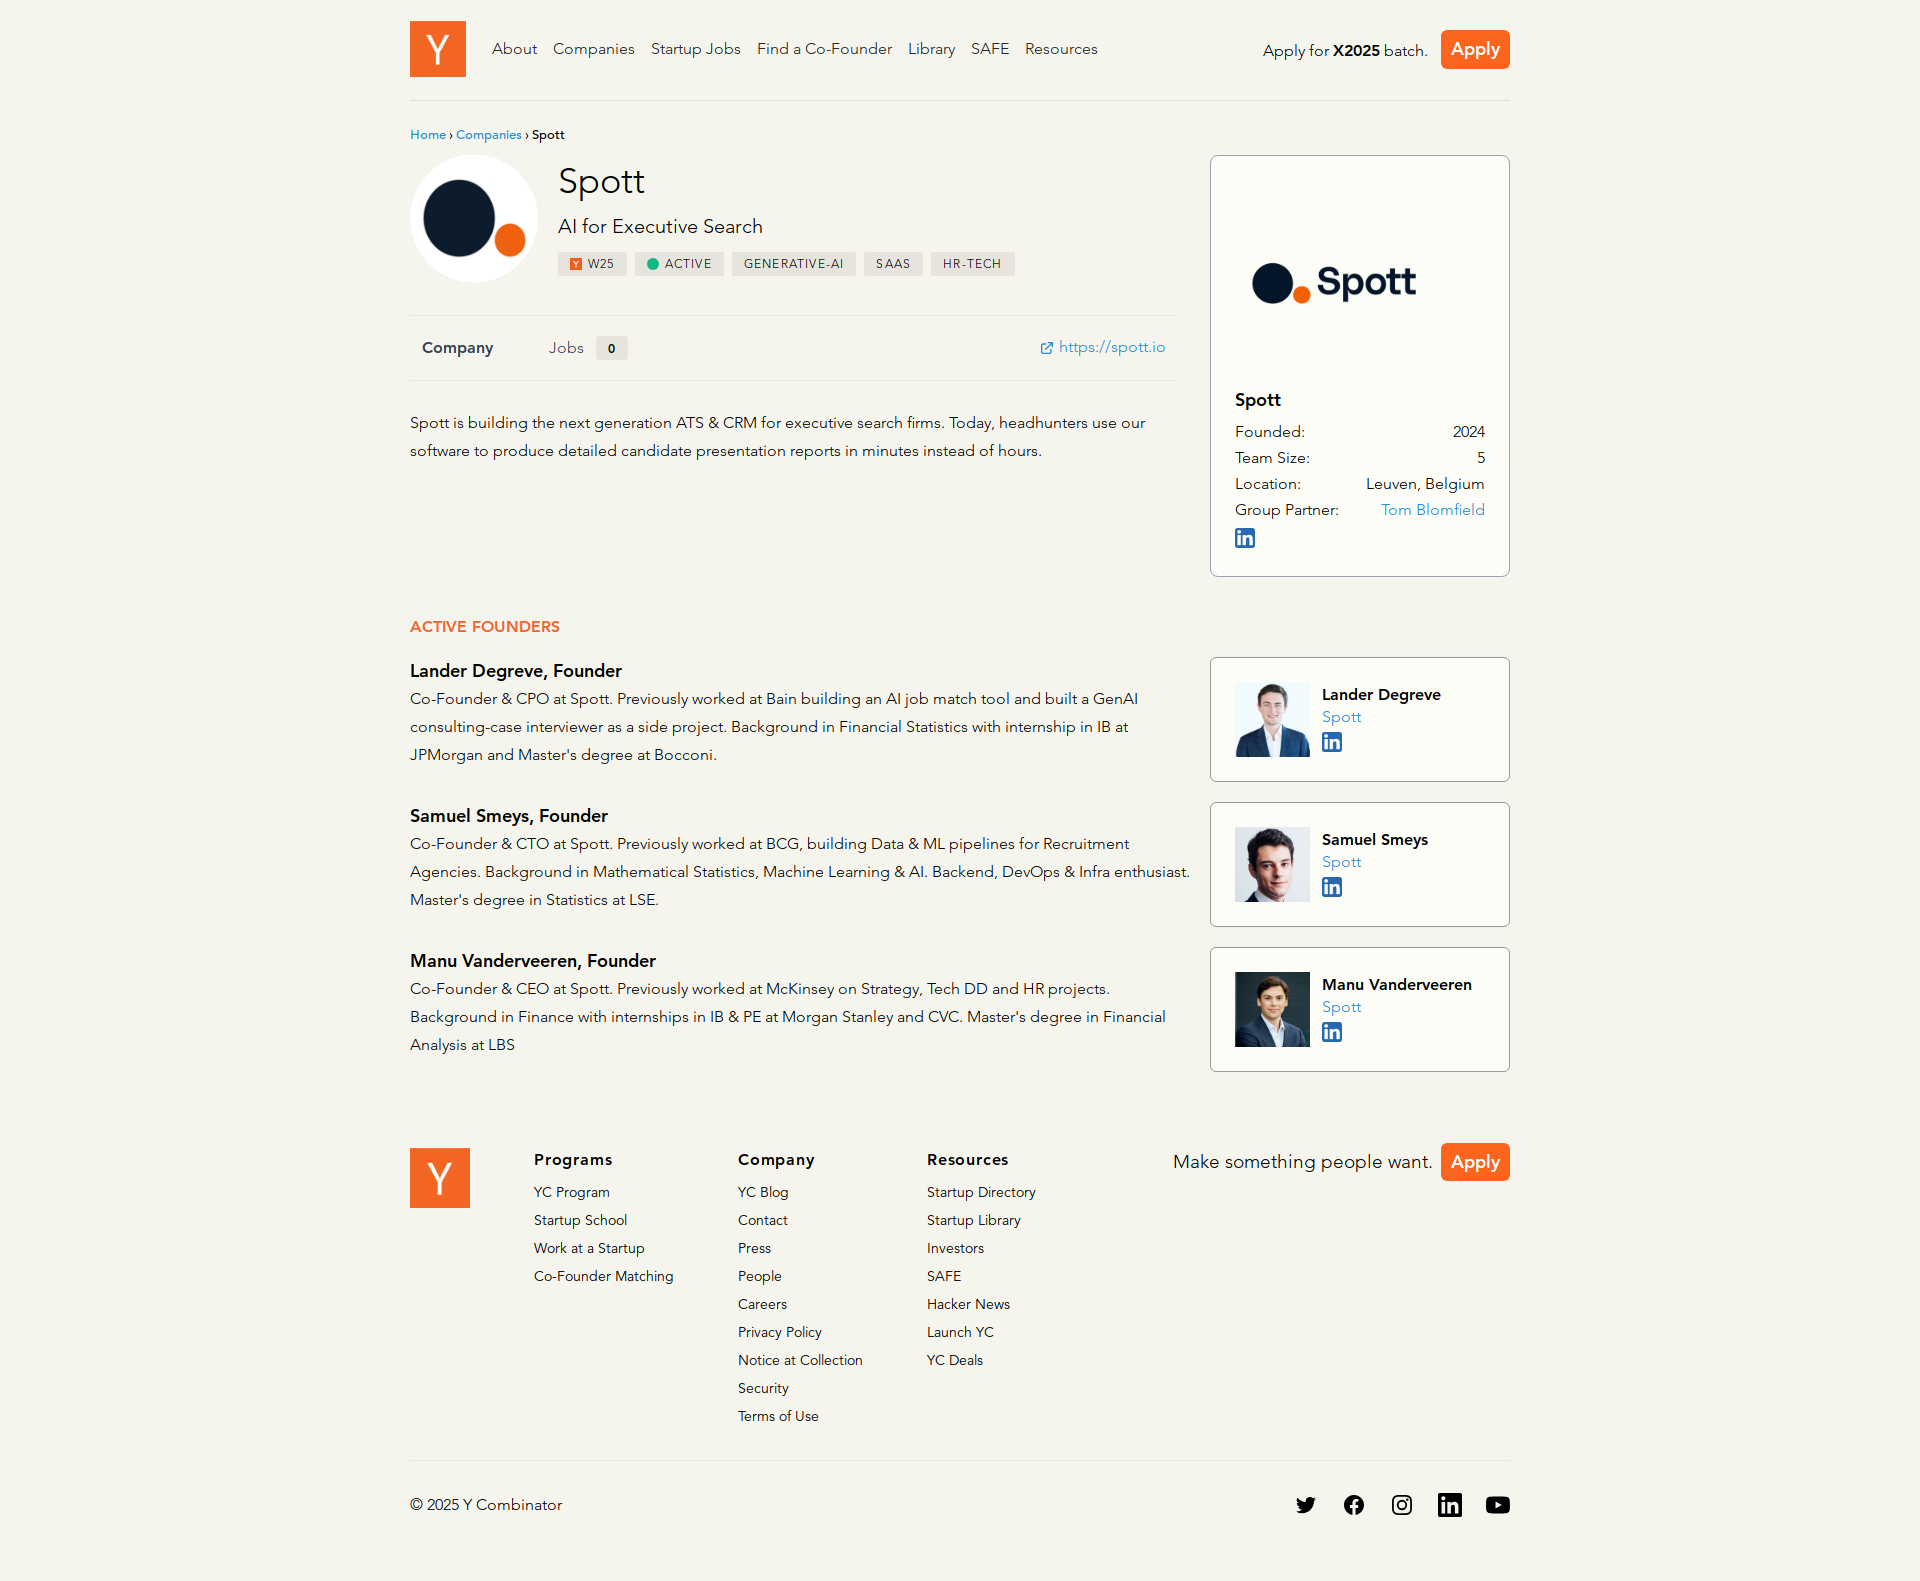 Y
About Companies Startup Jobs Find a Co-Founder Library SAFE Resources
Apply for X2025 batch. Apply
Home › Companies › Spott
Spott
AI for Executive Search
Y W25 ACTIVE GENERATIVE-AI SAAS HR-TECH
Company Jobs 0 https://spott.io
Spott is building the next generation ATS & CRM for executive search firms. Today, headhunters use our
software to produce detailed candidate presentation reports in minutes instead of hours.
Spott
Spott
Founded: 2024
Team Size: 5
Location: Leuven, Belgium
Group Partner: Tom Blomfield
in
ACTIVE FOUNDERS
Lander Degreve, Founder
Co-Founder & CPO at Spott. Previously worked at Bain building an AI job match tool and built a GenAI
consulting-case interviewer as a side project. Background in Financial Statistics with internship in IB at
JPMorgan and Master's degree at Bocconi.
Lander Degreve
Spott
in
Samuel Smeys, Founder
Co-Founder & CTO at Spott. Previously worked at BCG, building Data & ML pipelines for Recruitment
Agencies. Background in Mathematical Statistics, Machine Learning & AI. Backend, DevOps & Infra enthusiast.
Master's degree in Statistics at LSE.
Samuel Smeys
Spott
in
Manu Vanderveeren, Founder
Co-Founder & CEO at Spott. Previously worked at McKinsey on Strategy, Tech DD and HR projects.
Background in Finance with internships in IB & PE at Morgan Stanley and CVC. Master's degree in Financial
Analysis at LBS
Manu Vanderveeren
Spott
in
Y
Programs
YC Program
Startup School
Work at a Startup
Co-Founder Matching
Company
YC Blog
Contact
Press
People
Careers
Privacy Policy
Notice at Collection
Security
Terms of Use
Resources
Startup Directory
Startup Library
Investors
SAFE
Hacker News
Launch YC
YC Deals
Make something people want. Apply
© 2025 Y Combinator
in